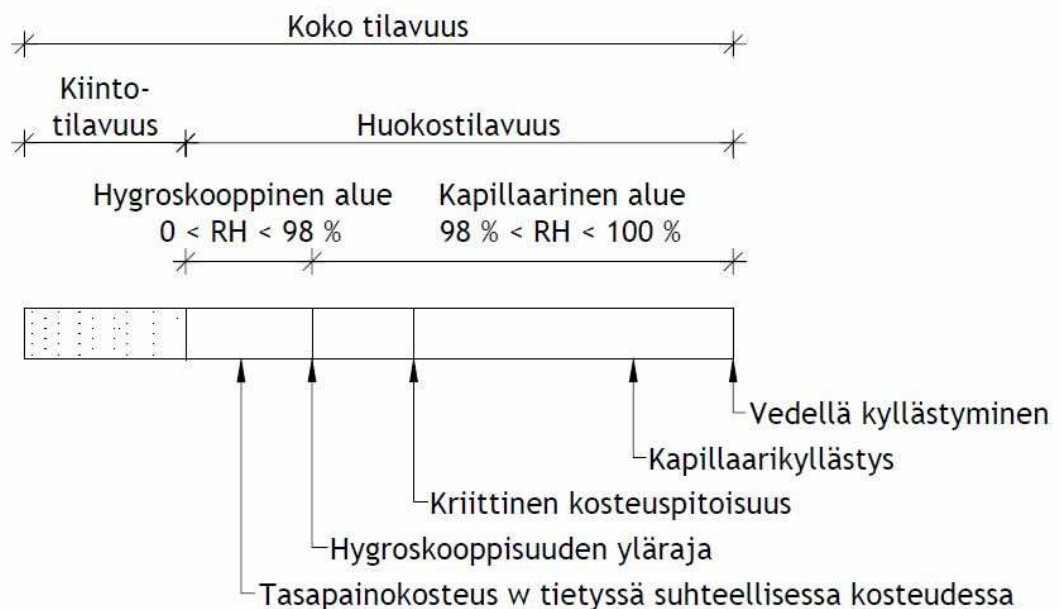 Koko tilavuus
Kiinto-
tilavuus
Huokostilavuus
Hygroskooppinen alue
0 < RH < 98 %
Kapillaarinen alue
98 % < RH < 100 %
Vedellä kyllästyminen
Kapillaarikyllästys
Kriittinen kosteuspitoisuus
Hygroskooppisuuden yläraja
Tasapainokosteus w tietyssä suhteellisessa kosteudessa